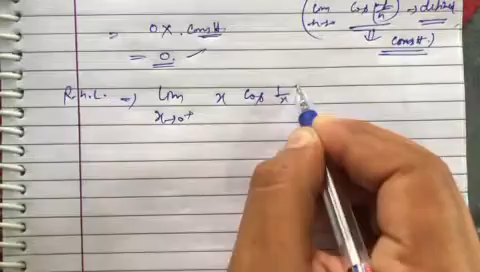 = 0 x const
= 0.
(lim cos 1/h → defined
h→0
⇓
const.)
R.h.L. → lim x cos 1/x
x→0+